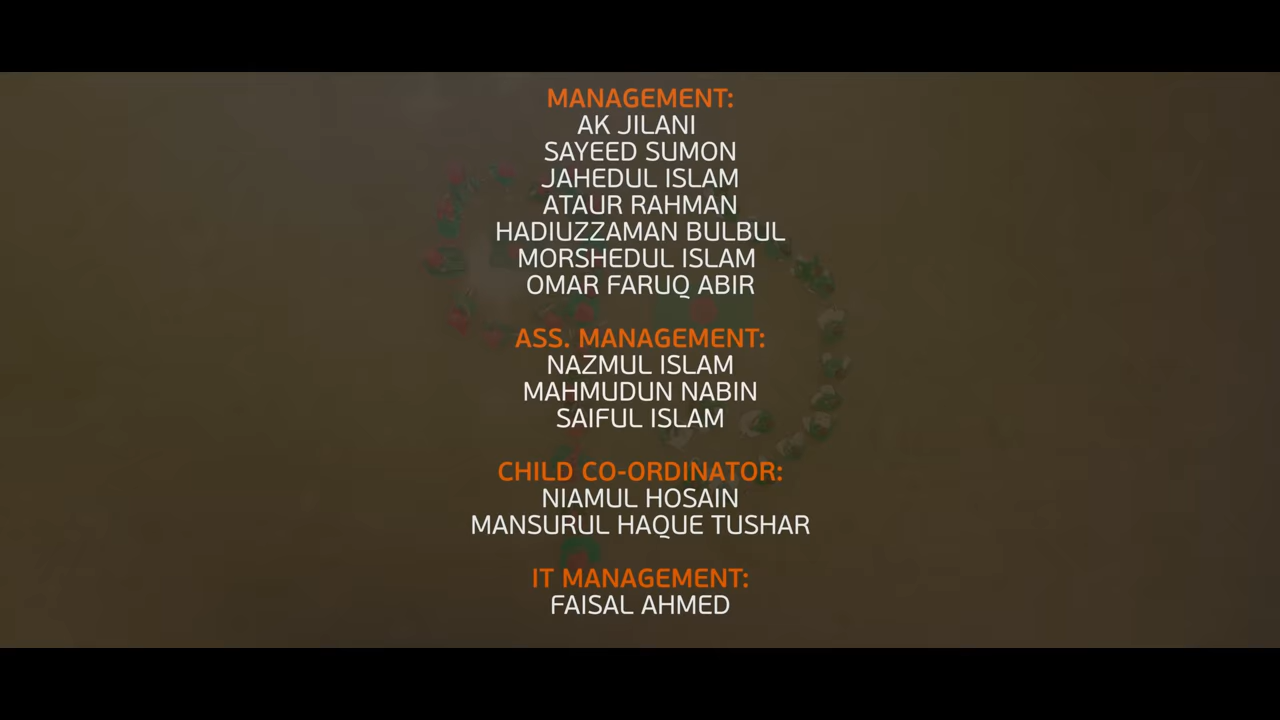 MANAGEMENT:
AK JILANI
SAYEED SUMON
JAHEDUL ISLAM
ATAUR RAHMAN
HADIUZZAMAN BULBUL
MORSHEDUL ISLAM
OMAR FARUQ ABIR
ASS. MANAGEMENT:
NAZMUL ISLAM
MAHMUDUN NABIN
SAIFUL ISLAM
CHILD CO-ORDINATOR:
NIAMUL HOSAIN
MANSURUL HAQUE TUSHAR
IT MANAGEMENT:
FAISAL AHMED